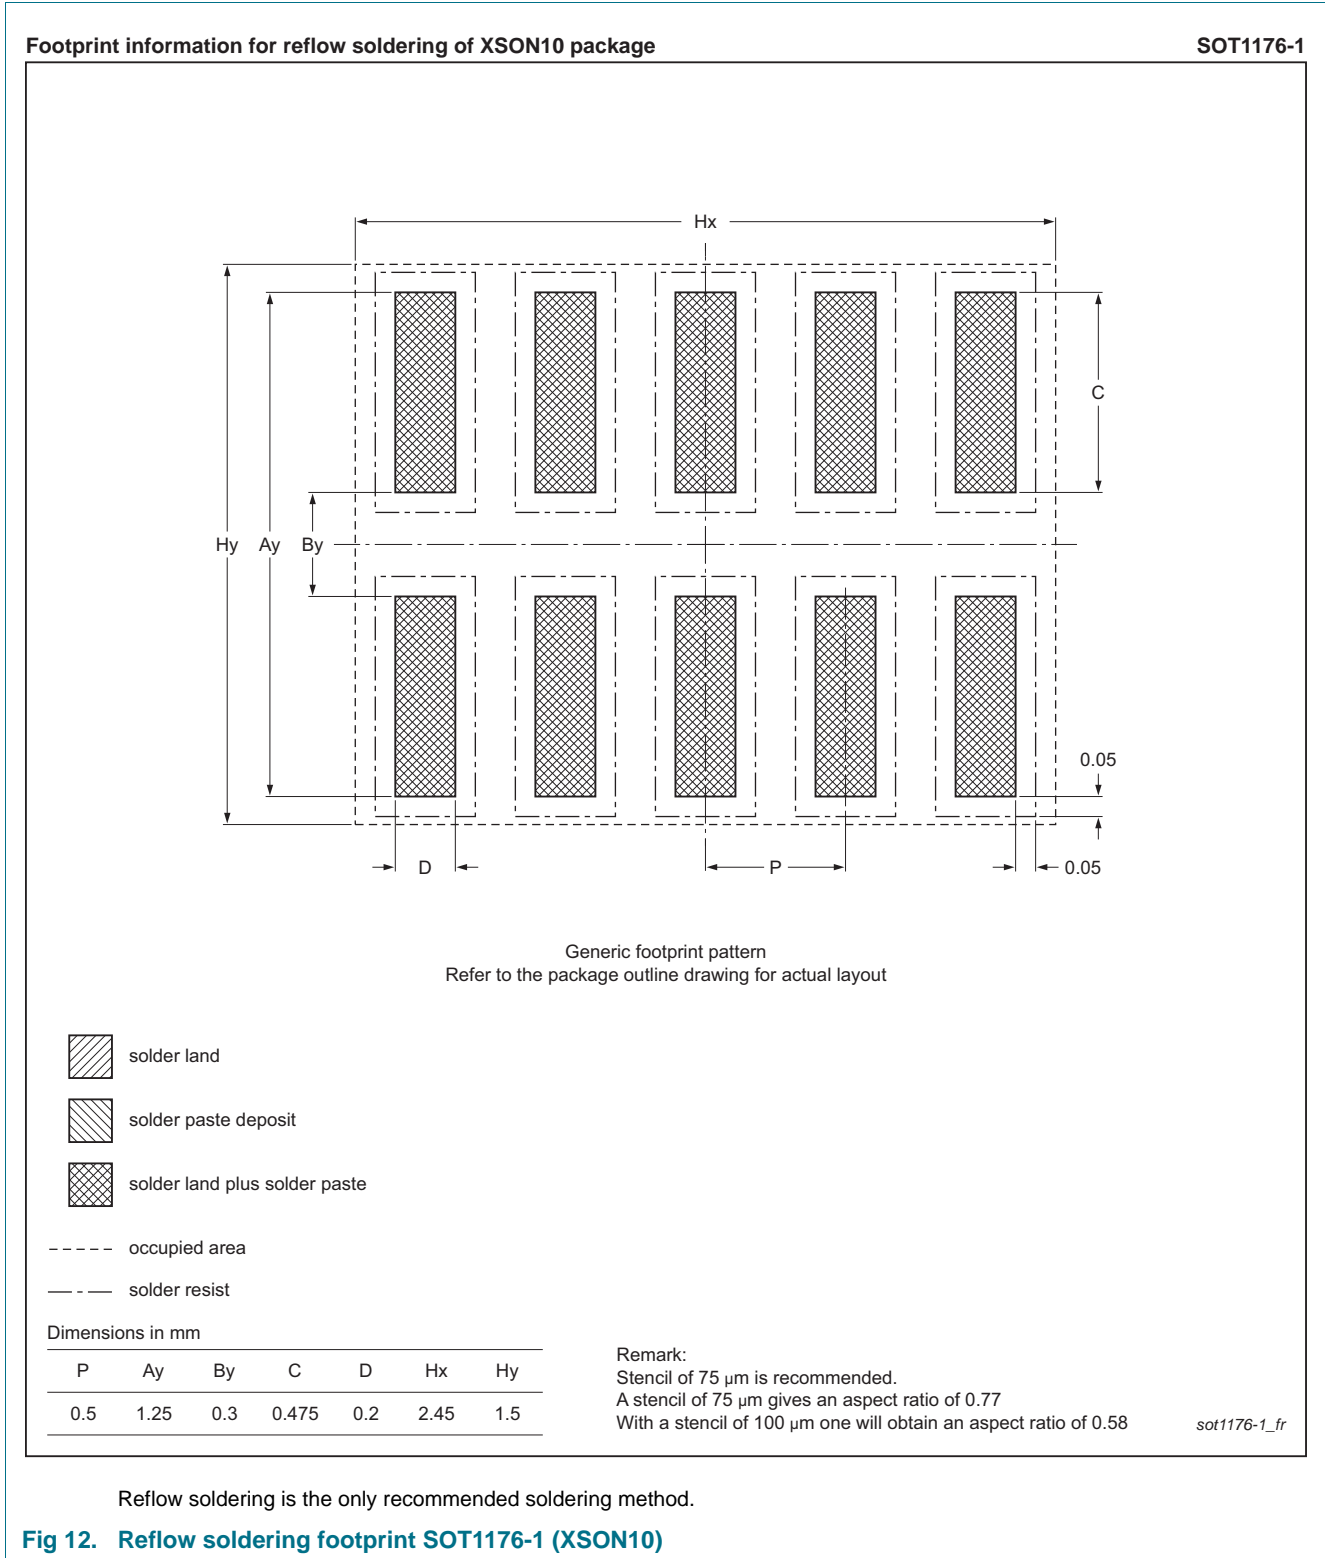 Footprint information for reflow soldering of XSON10 package SOT1176-1
Hx
C
Hy Ay By
0.05
D P 0.05
Generic footprint pattern
Refer to the package outline drawing for actual layout
solder land
solder paste deposit
solder land plus solder paste
occupied area
solder resist
Dimensions in mm
P Ay By C D Hx Hy
0.5 1.25 0.3 0.475 0.2 2.45 1.5
Remark:
Stencil of 75 μm is recommended.
A stencil of 75 μm gives an aspect ratio of 0.77
With a stencil of 100 μm one will obtain an aspect ratio of 0.58
sot1176-1_fr
Reflow soldering is the only recommended soldering method.
Fig 12. Reflow soldering footprint SOT1176-1 (XSON10)